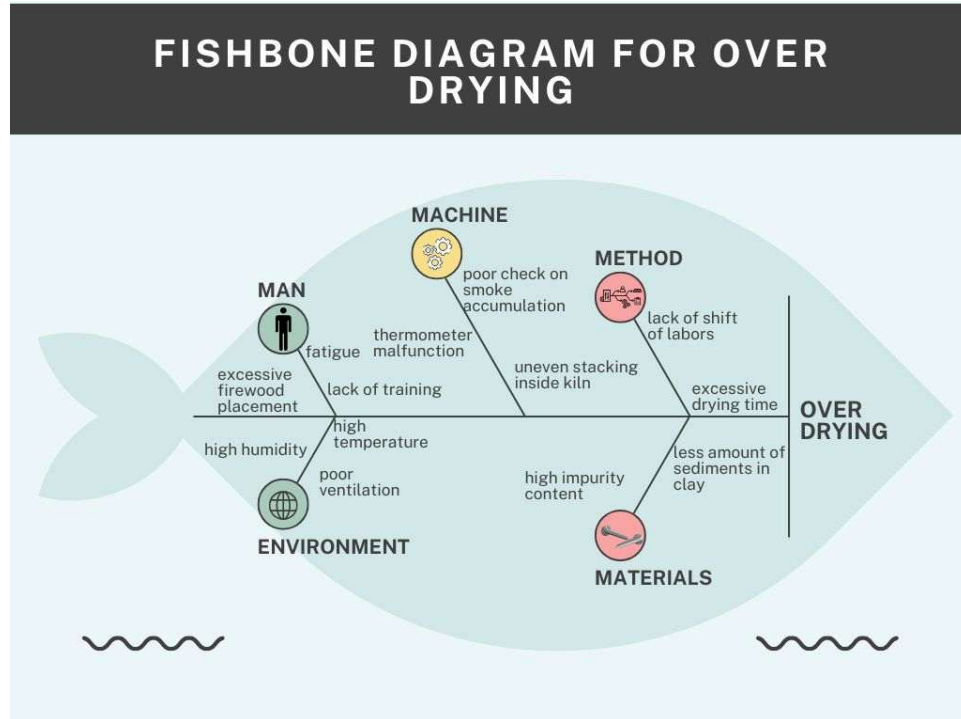 FISHBONE DIAGRAM FOR OVER
DRYING
MACHINE
poor check on
smoke
accumulation
thermometer
malfunction
uneven stacking
inside kiln
METHOD
lack of shift
of labors
excessive
drying time
MAN
fatigue
excessive
firewood
placement
lack of training
OVER
DRYING
high
temperature
high humidity
poor
ventilation
ENVIRONMENT
less amount of
sediments in
clay
high impurity
content
MATERIALS